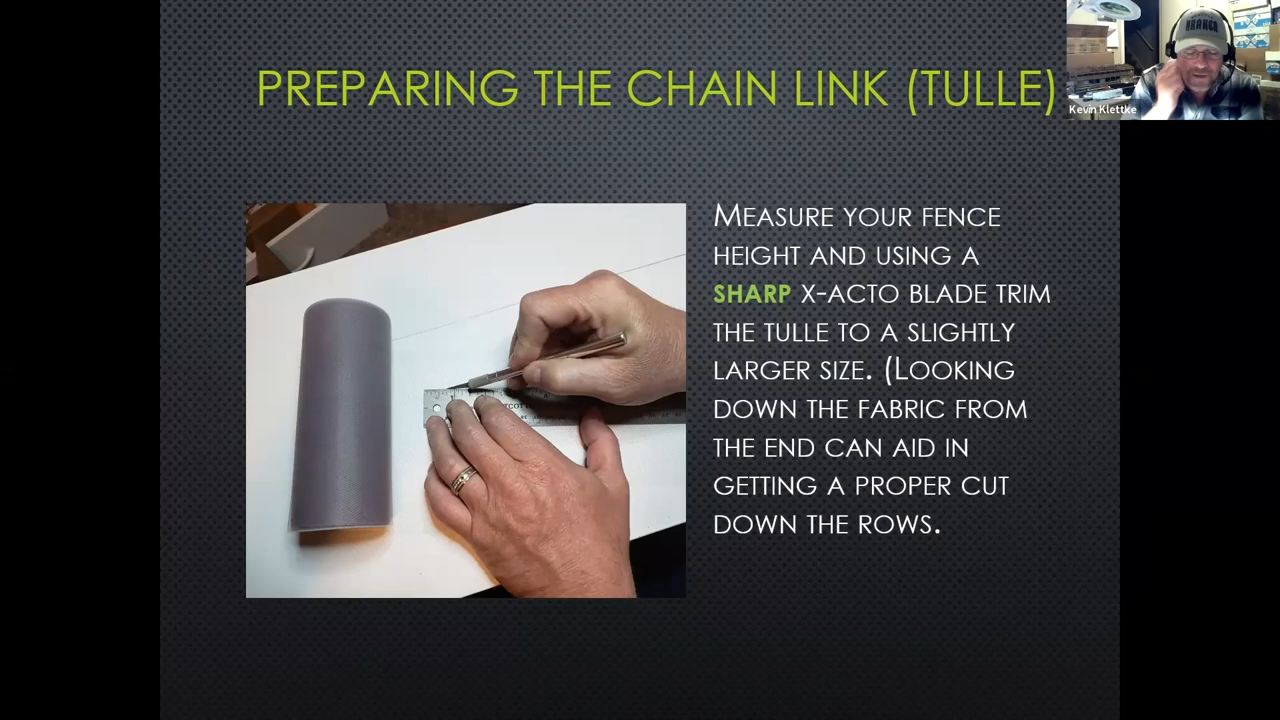 PREPARING THE CHAIN LINK (TULLE)
KRAKEN
Kevin Klettke
MEASURE YOUR FENCE
HEIGHT AND USING A
SHARP X-ACTO BLADE TRIM
THE TULLE TO A SLIGHTLY
LARGER SIZE. (LOOKING
DOWN THE FABRIC FROM
THE END CAN AID IN
GETTING A PROPER CUT
DOWN THE ROWS.